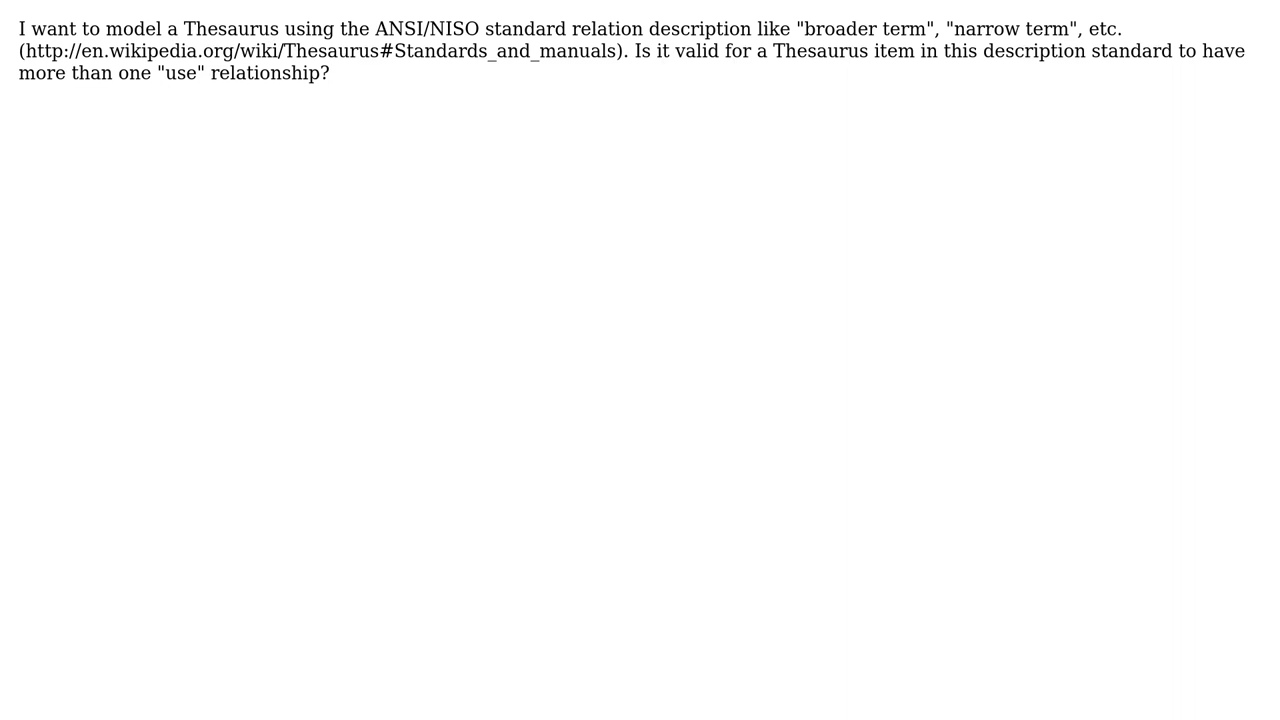 I want to model a Thesaurus using the ANSI/NISO standard relation description like "broader term", "narrow term", etc.
(http://en.wikipedia.org/wiki/Thesaurus#Standards_and_manuals). Is it valid for a Thesaurus item in this description standard to have
more than one "use" relationship?